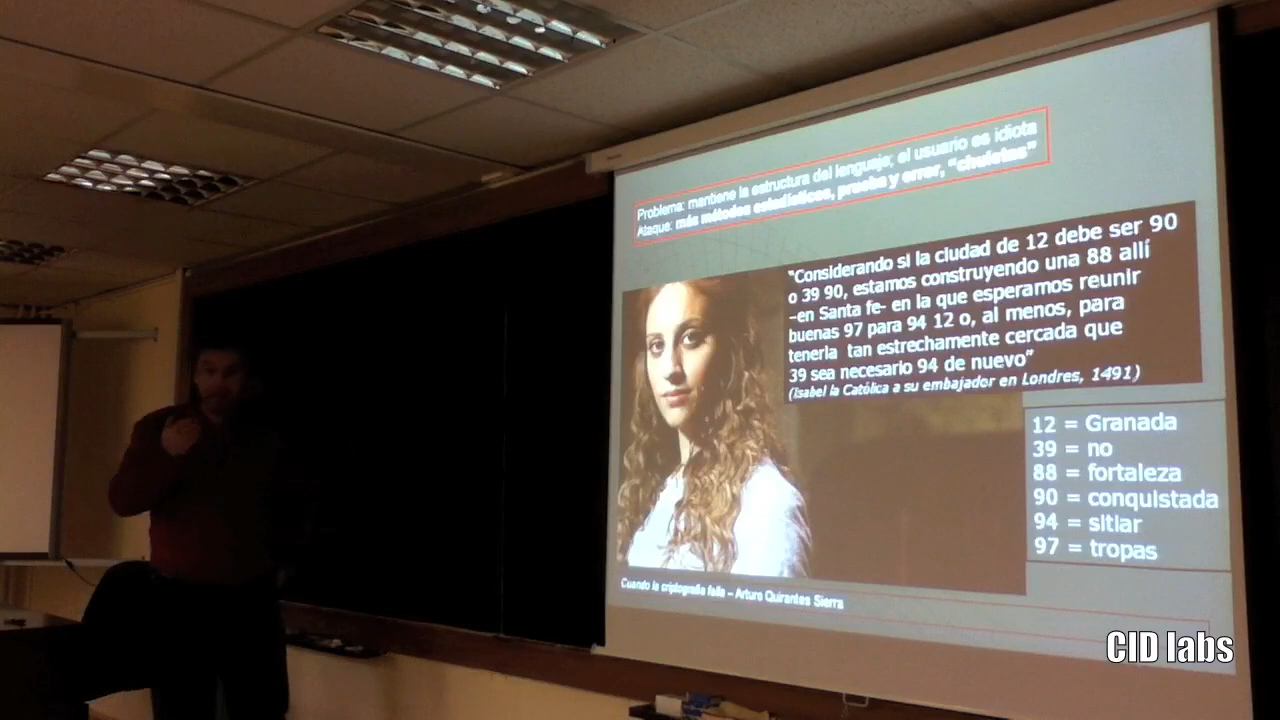 Problema: mantiene la estructura del lenguaje; el usuario es idiota
Ataque: más métodos estadísticos, prueba y error, "chuletas"
"Considerando si la ciudad de 12 debe ser 90
o 39 90, estamos construyendo una 88 allí
–en Santa fe- en la que esperamos reunir
buenas 97 para 94 12 o, al menos, para
tenerla tan estrechamente cercada que
39 sea necesario 94 de nuevo"
(Isabel la Católica a su embajador en Londres, 1491)
12 = Granada
39 = no
88 = fortaleza
90 = conquistada
94 = sitiar
97 = tropas
Cuando la criptografía falla – Arturo Quirantes Sierra
CID labs